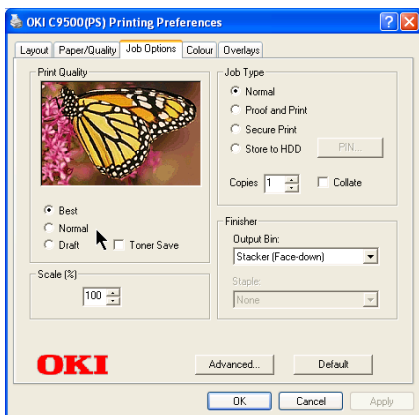 OKI C9500(PS) Printing Preferences
Layout Paper/Quality Job Options Colour Overlays
Print Quality
Best
Normal
Draft Toner Save
Scale (%)
100
Job Type
Normal
Proof and Print
Secure Print
Store to HDD PIN...
Copies 1 Collate
Finisher
Output Bin:
Stacker (Face-down)
Staple:
None
OKI
Advanced... Default
OK Cancel Apply